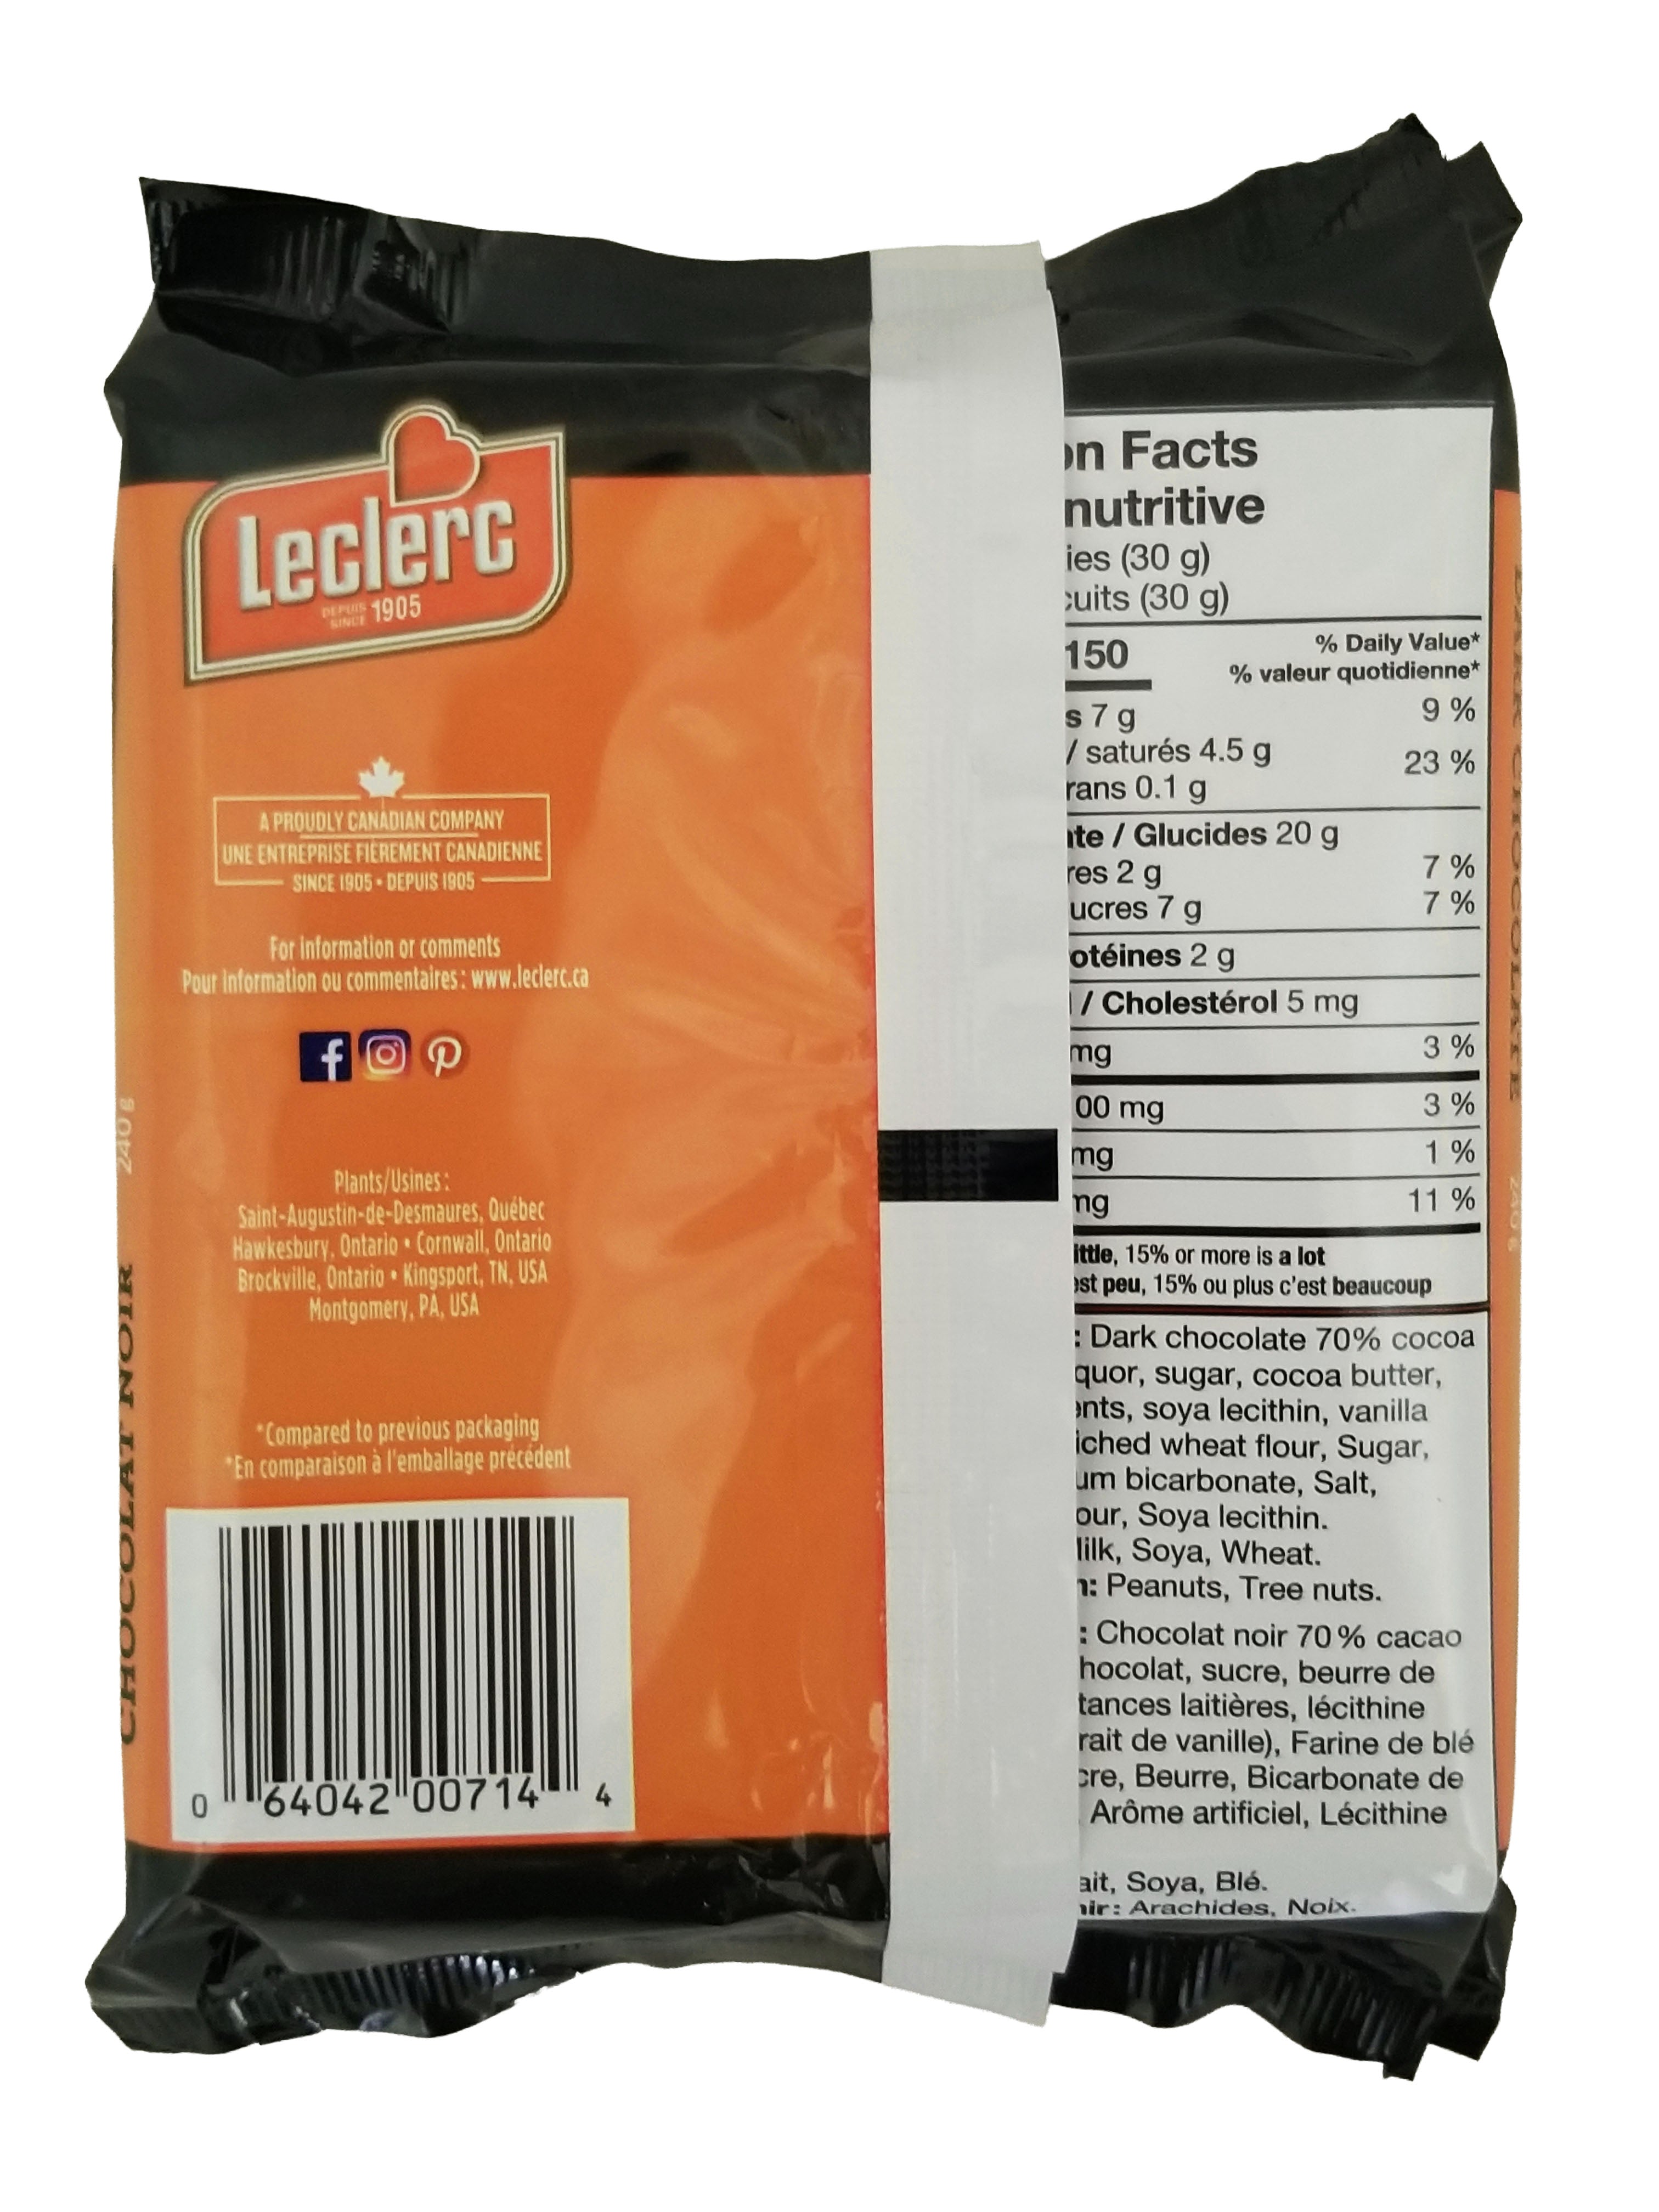 Leclerc
DEPUIS
SINCE 1905
A PROUDLY CANADIAN COMPANY
UNE ENTREPRISE FIÈREMENT CANADIENNE
SINCE 1905 • DEPUIS 1905
For information or comments
Pour information ou commentaires : www.leclerc.ca
Plants/Usines :
Saint-Augustin-de-Desmaures, Québec
Hawkesbury, Ontario • Cornwall, Ontario
Brockville, Ontario • Kingsport, TN, USA
Montgomery, PA, USA
*Compared to previous packaging
*En comparaison à l'emballage précédent
0 64042 00714 4
CHOCOLAT NOIR 240 g
on Facts
nutritive
ies (30 g)
cuits (30 g)
150 % Daily Value*
% valeur quotidienne*
s 7 g 9 %
/ saturés 4.5 g 23 %
rans 0.1 g
ate / Glucides 20 g
res 2 g 7 %
ucres 7 g 7 %
otéines 2 g
l / Cholestérol 5 mg
mg 3 %
00 mg 3 %
mg 1 %
mg 11 %
ittle, 15% or more is a lot
est peu, 15% ou plus c'est beaucoup
: Dark chocolate 70% cocoa
quor, sugar, cocoa butter,
ents, soya lecithin, vanilla
iched wheat flour, Sugar,
um bicarbonate, Salt,
our, Soya lecithin.
Milk, Soya, Wheat.
n: Peanuts, Tree nuts.
: Chocolat noir 70 % cacao
hocolat, sucre, beurre de
tances laitières, lécithine
rait de vanille), Farine de blé
cre, Beurre, Bicarbonate de
Arôme artificiel, Lécithine
ait, Soya, Blé.
nir : Arachides, Noix.
DARK CHOCOLATE 240 g